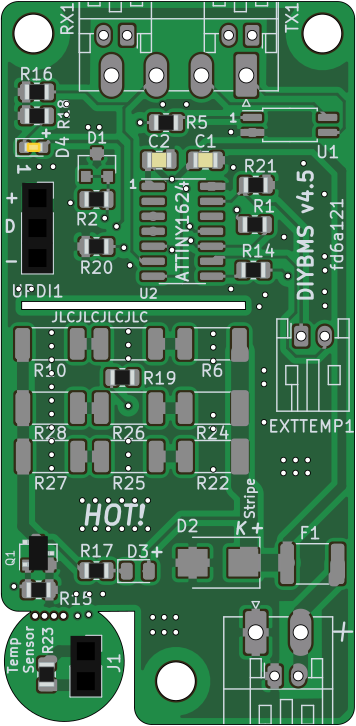 RX1
TX1
R16
R1
R5
1
U1
D4
+
D1
C2
C1
1
R21
R2
R1
R20
R14
ATTINY1624
DIYBMS v4.5
fd6a121
1
+
D
−
UPDI1
U2
JLCJLCJLCJLC
R10
R6
R19
R28
R26
R24
EXTTEMP1
R27
R25
R22
HOT!
Stripe
D2
K+
F1
Q1
R17
D3+
R15
Temp
Sensor
R23
J1
+